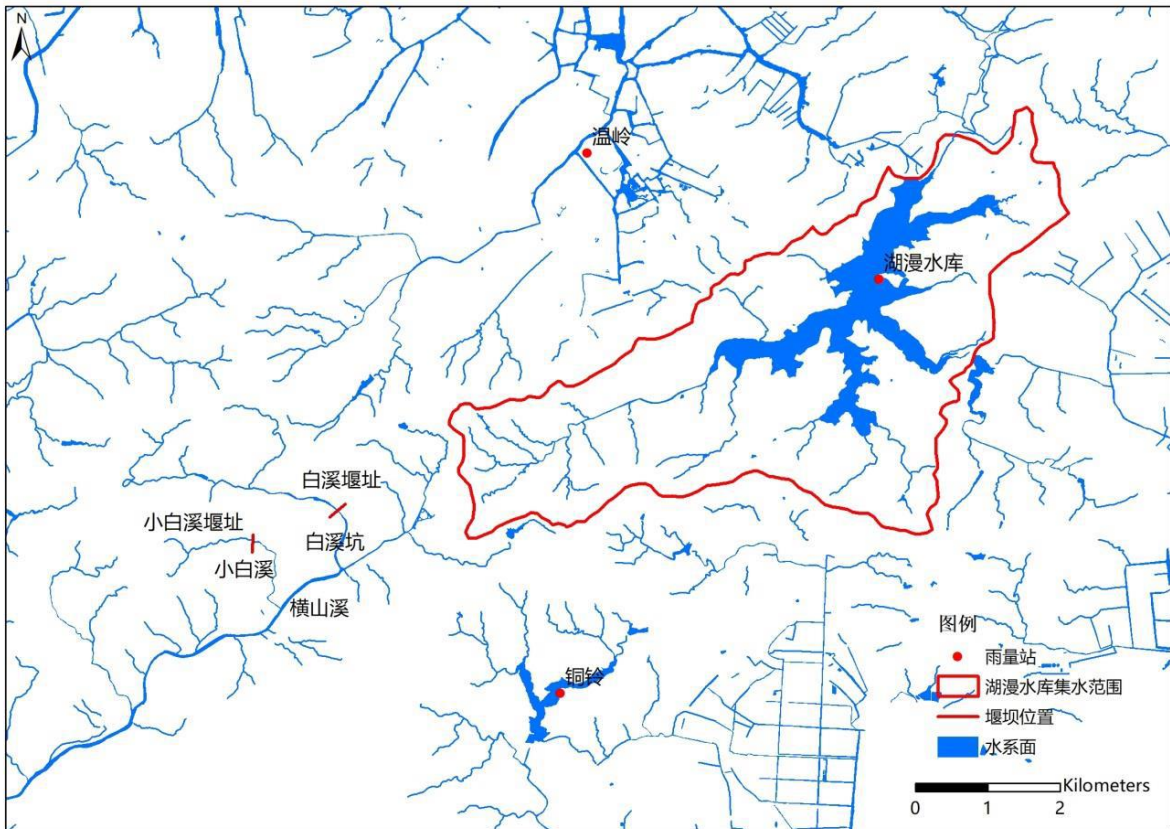 N
温岭
湖漫水库
白溪堰址
小白溪堰址
白溪坑
小白溪
横山溪
铜铃
图例
雨量站
湖漫水库集水范围
堰坝位置
水系面
Kilometers
0 1 2